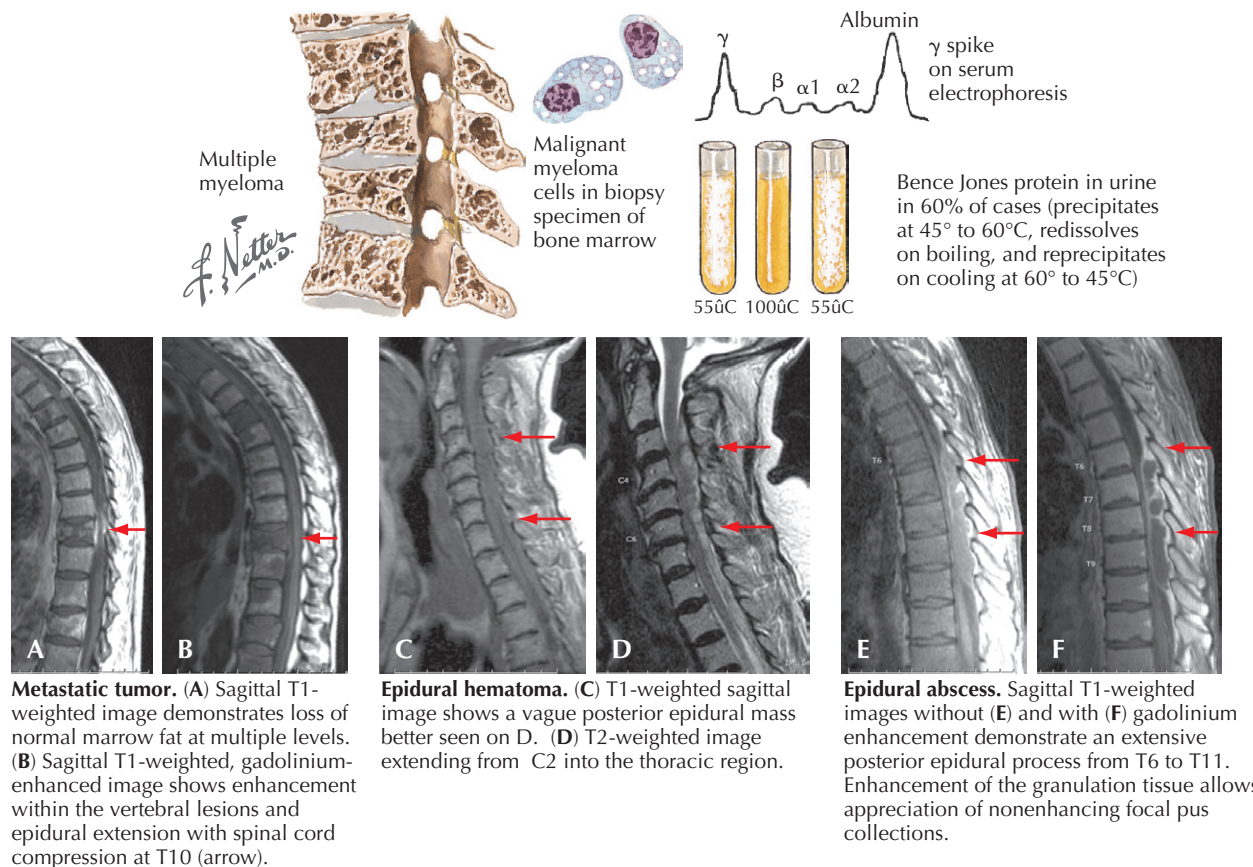 Multiple
myeloma
F. Netter
M.D.
Malignant
myeloma
cells in biopsy
specimen of
bone marrow
Albumin
γ
β
α1
α2
γ spike
on serum
electrophoresis
55ûC 100ûC 55ûC
Bence Jones protein in urine
in 60% of cases (precipitates
at 45° to 60°C, redissolves
on boiling, and reprecipitates
on cooling at 60° to 45°C)
A
B
C
C4
C6
D
T6
E
T6
T7
T8
T9
F
Metastatic tumor. (A) Sagittal T1-
weighted image demonstrates loss of
normal marrow fat at multiple levels.
(B) Sagittal T1-weighted, gadolinium-
enhanced image shows enhancement
within the vertebral lesions and
epidural extension with spinal cord
compression at T10 (arrow).
Epidural hematoma. (C) T1-weighted sagittal
image shows a vague posterior epidural mass
better seen on D. (D) T2-weighted image
extending from C2 into the thoracic region.
Epidural abscess. Sagittal T1-weighted
images without (E) and with (F) gadolinium
enhancement demonstrate an extensive
posterior epidural process from T6 to T11.
Enhancement of the granulation tissue allows
appreciation of nonenhancing focal pus
collections.